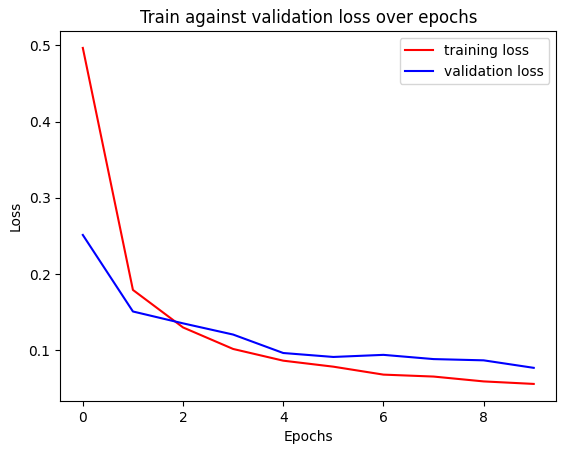 Train against validation loss over epochs
training loss
validation loss
0.5
0.4
0.3
0.2
0.1
Loss
0 2 4 6 8
Epochs